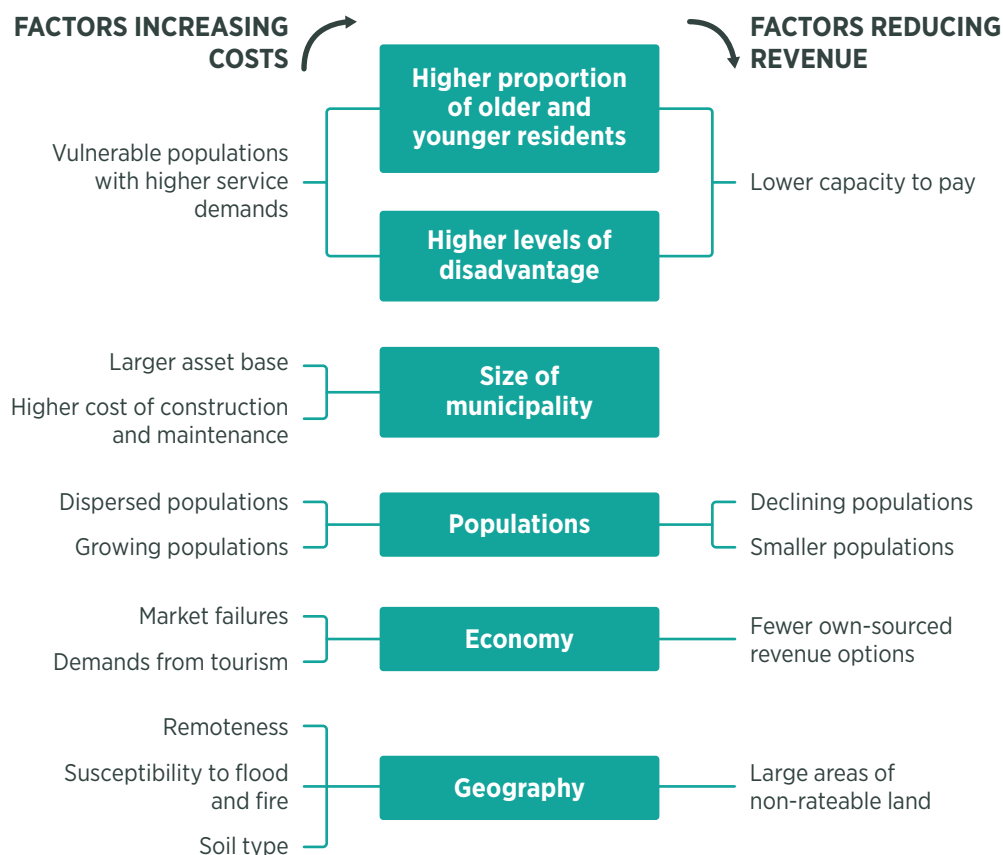 FACTORS INCREASING
COSTS
FACTORS REDUCING
REVENUE
Higher proportion
of older and
younger residents
Vulnerable populations
with higher service
demands
Lower capacity to pay
Higher levels of
disadvantage
Larger asset base
Higher cost of construction
and maintenance
Size of
municipality
Dispersed populations
Growing populations
Populations
Declining populations
Smaller populations
Market failures
Demands from tourism
Economy
Fewer own-sourced
revenue options
Remoteness
Susceptibility to flood
and fire
Soil type
Geography
Large areas of
non-rateable land